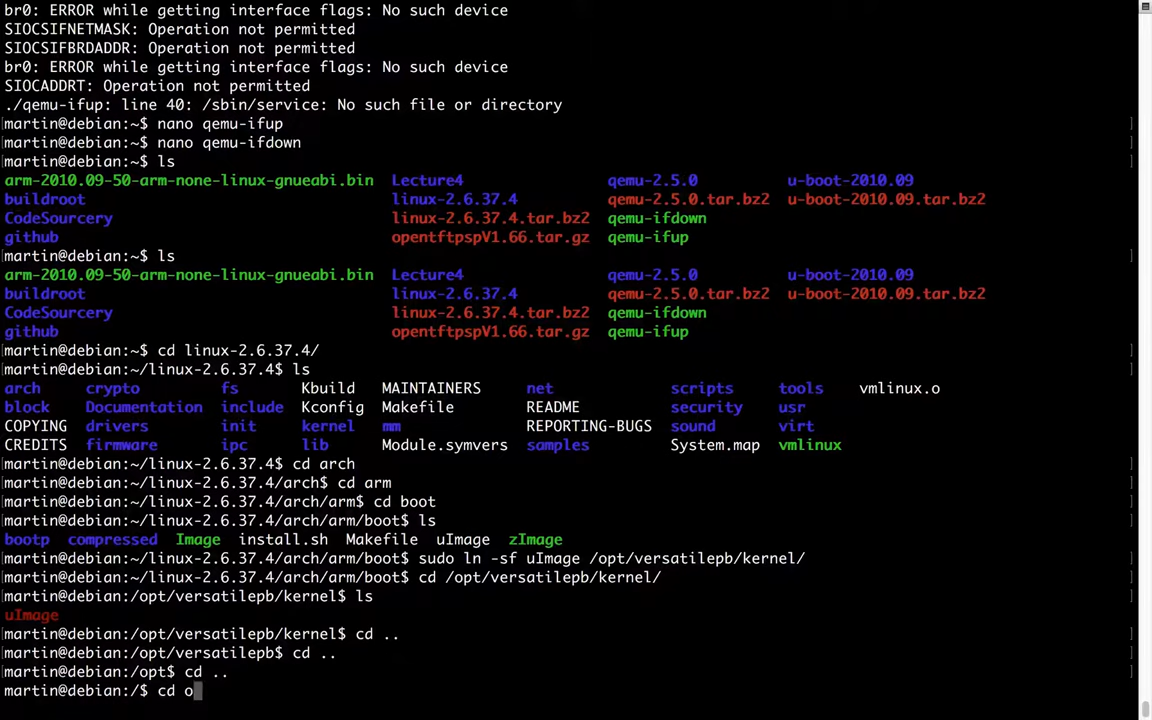 br0: ERROR while getting interface flags: No such device
SIOCSIFNETMASK: Operation not permitted
SIOCSIFBRDADDR: Operation not permitted
br0: ERROR while getting interface flags: No such device
SIOCADDRT: Operation not permitted
./qemu-ifup: line 40: /sbin/service: No such file or directory
[martin@debian:~$ nano qemu-ifup ]
[martin@debian:~$ nano qemu-ifdown ]
[martin@debian:~$ ls ]
arm-2010.09-50-arm-none-linux-gnueabi.bin Lecture4 qemu-2.5.0 u-boot-2010.09
buildroot linux-2.6.37.4 qemu-2.5.0.tar.bz2 u-boot-2010.09.tar.bz2
CodeSourcery linux-2.6.37.4.tar.bz2 qemu-ifdown
github opentftpspV1.66.tar.gz qemu-ifup
[martin@debian:~$ ls ]
arm-2010.09-50-arm-none-linux-gnueabi.bin Lecture4 qemu-2.5.0 u-boot-2010.09
buildroot linux-2.6.37.4 qemu-2.5.0.tar.bz2 u-boot-2010.09.tar.bz2
CodeSourcery linux-2.6.37.4.tar.bz2 qemu-ifdown
github opentftpspV1.66.tar.gz qemu-ifup
[martin@debian:~$ cd linux-2.6.37.4/ ]
[martin@debian:~/linux-2.6.37.4$ ls ]
arch crypto fs Kbuild MAINTAINERS net scripts tools vmlinux.o
block Documentation include Kconfig Makefile README security usr
COPYING drivers init kernel mm REPORTING-BUGS sound virt
CREDITS firmware ipc lib Module.symvers samples System.map vmlinux
[martin@debian:~/linux-2.6.37.4$ cd arch ]
[martin@debian:~/linux-2.6.37.4/arch$ cd arm ]
[martin@debian:~/linux-2.6.37.4/arch/arm$ cd boot ]
[martin@debian:~/linux-2.6.37.4/arch/arm/boot$ ls ]
bootp compressed Image install.sh Makefile uImage zImage
[martin@debian:~/linux-2.6.37.4/arch/arm/boot$ sudo ln -sf uImage /opt/versatilepb/kernel/ ]
[martin@debian:~/linux-2.6.37.4/arch/arm/boot$ cd /opt/versatilepb/kernel/ ]
[martin@debian:/opt/versatilepb/kernel$ ls ]
uImage
[martin@debian:/opt/versatilepb/kernel$ cd .. ]
[martin@debian:/opt/versatilepb$ cd .. ]
[martin@debian:/opt$ cd .. ]
martin@debian:/$ cd o